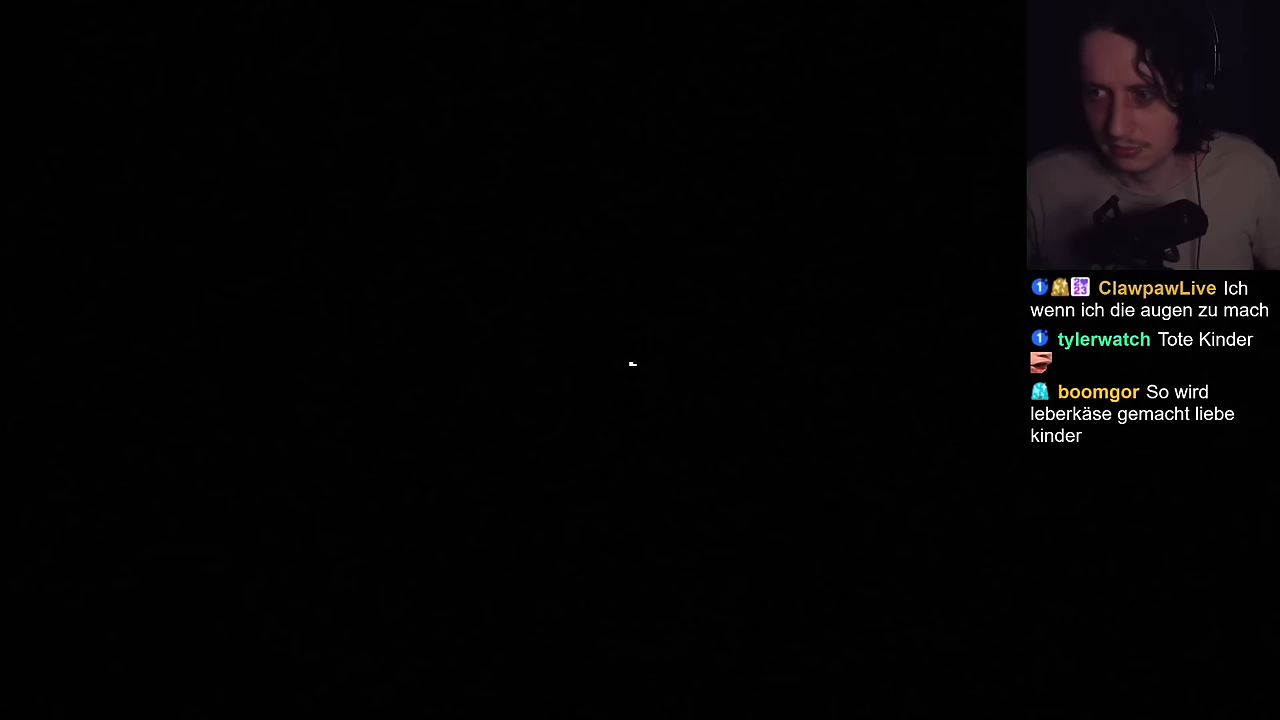 ClawpawLive Ich
wenn ich die augen zu mach
tylerwatch Tote Kinder
boomgor So wird
leberkäse gemacht liebe
kinder